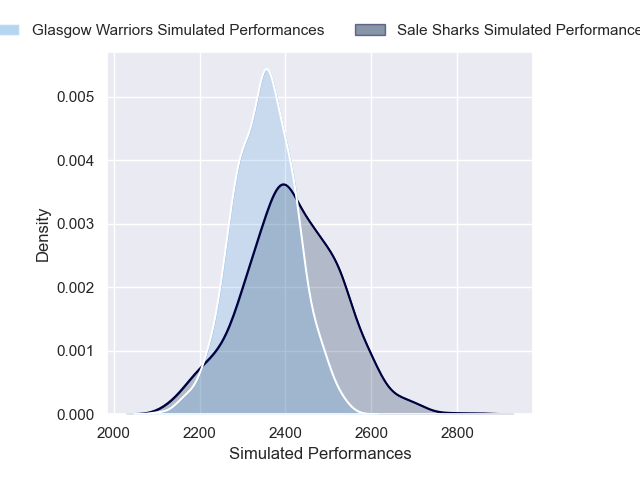 Glasgow Warriors Simulated Performances
Sale Sharks Simulated Performance
0.005
0.004
0.003
0.002
0.001
0.000
Density
2000 2200 2400 2600 2800
Simulated Performances